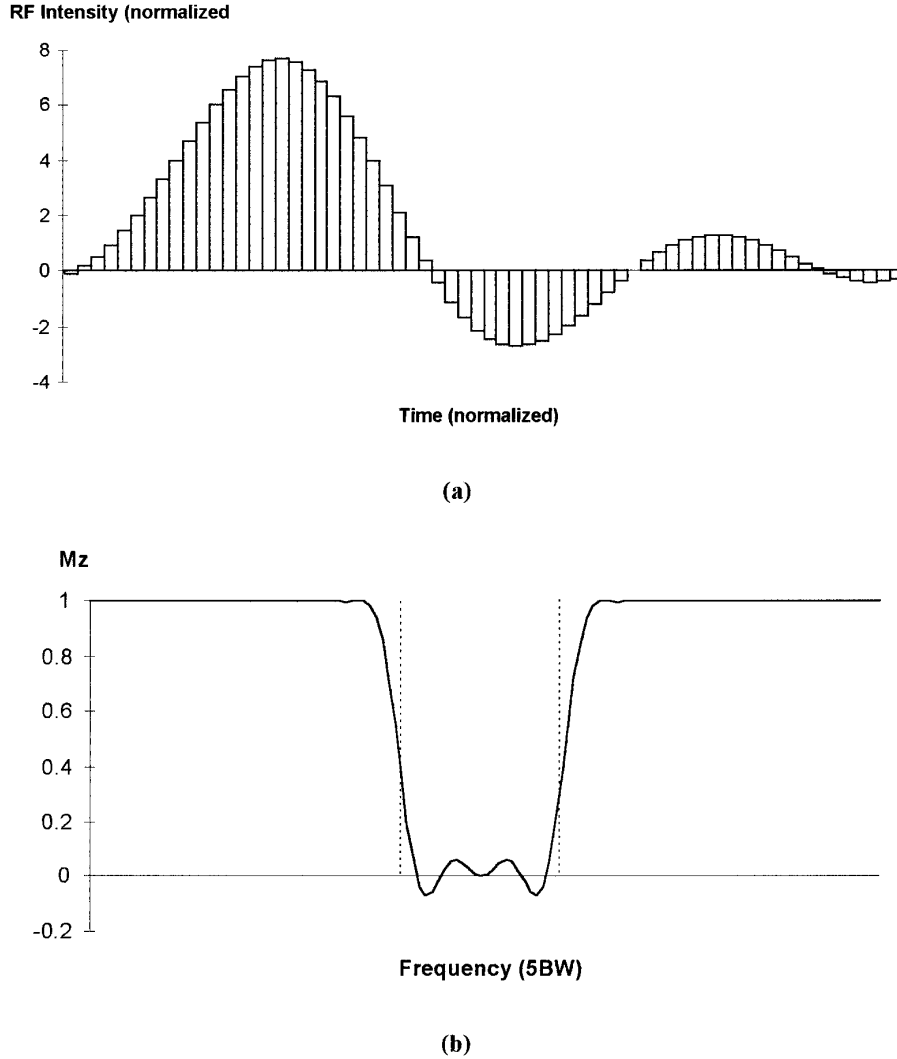 RF Intensity (normalized
8
6
4
2
0
-2
-4
Time (normalized)
(a)
Mz
1
0.8
0.6
0.4
0.2
0
-0.2
Frequency (5BW)
(b)